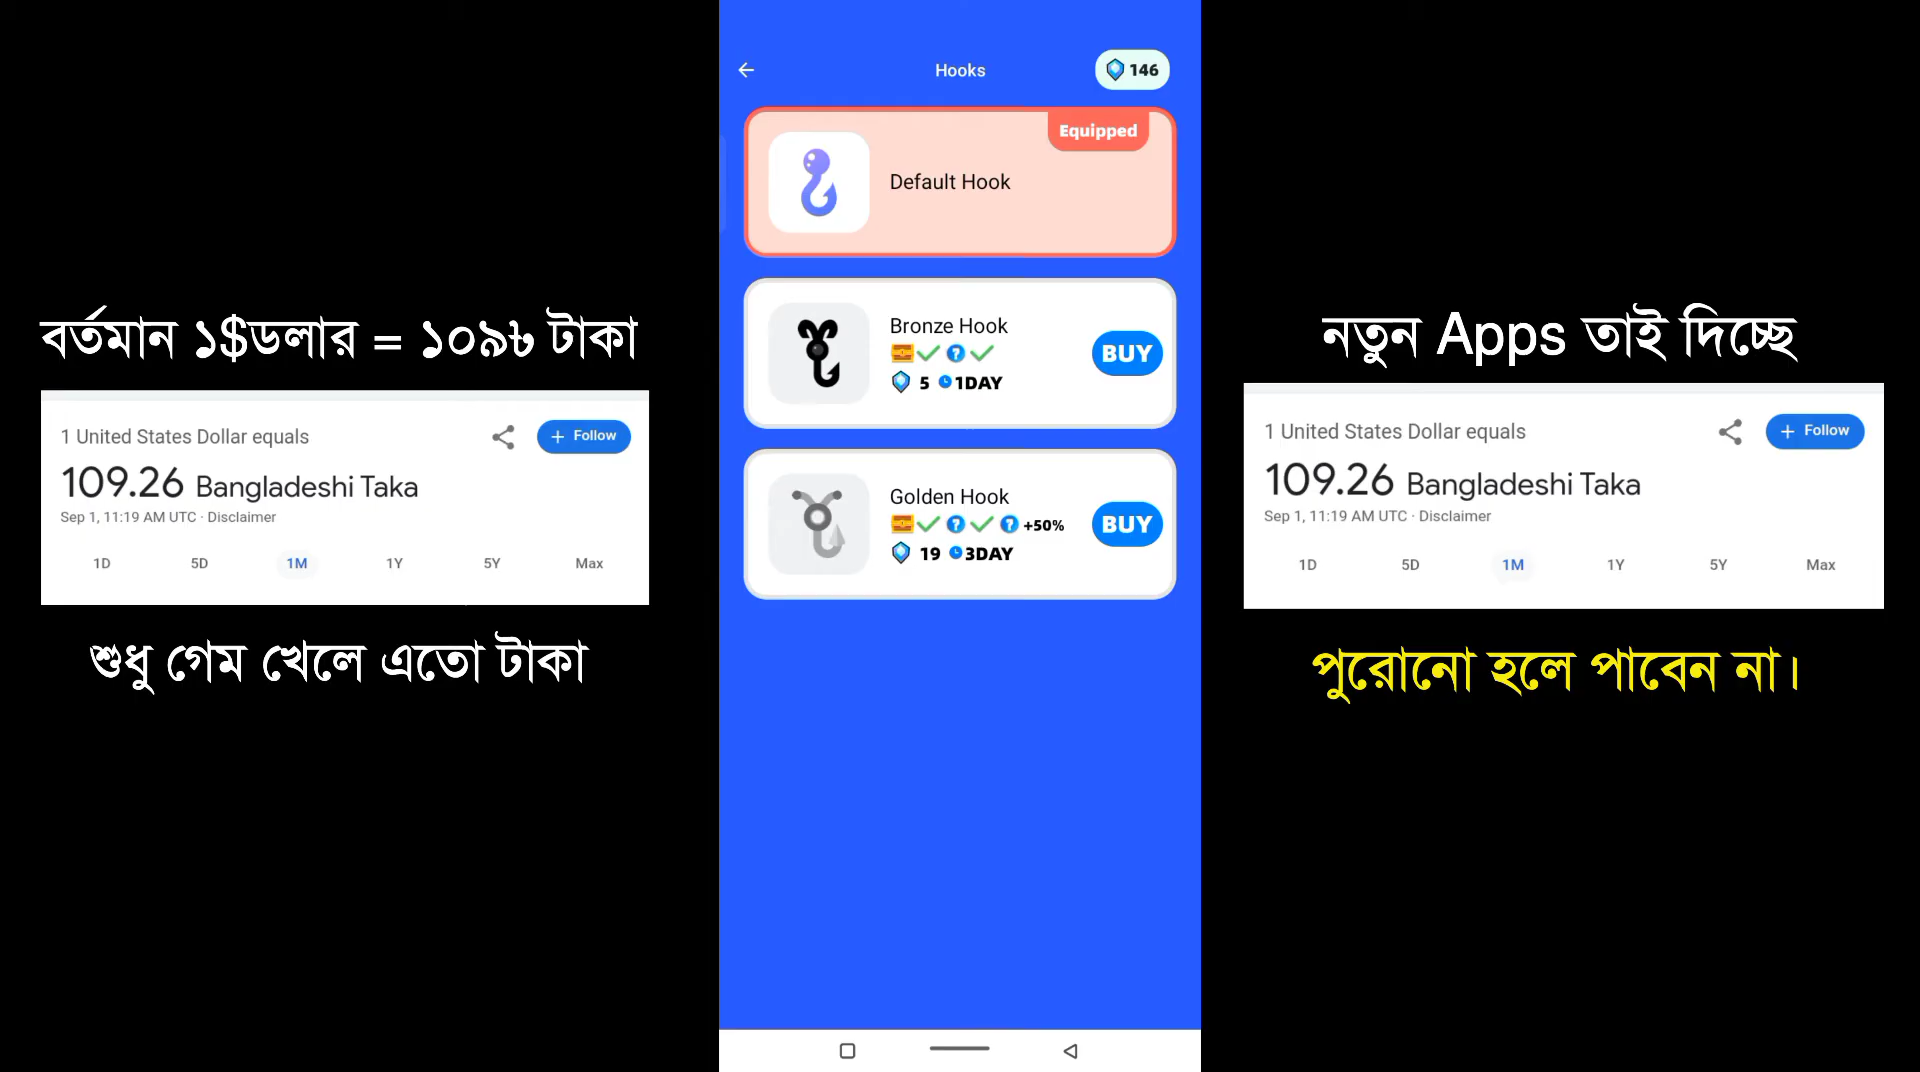 বর্তমান ১$ডলার = ১০৯৳ টাকা
1 United States Dollar equals
Follow
109.26 Bangladeshi Taka
Sep 1, 11:19 AM UTC · Disclaimer
1D 5D 1M 1Y 5Y Max
শুধু গেম খেলে এতো টাকা
Hooks
146
Equipped
Default Hook
Bronze Hook
5 1DAY
BUY
Golden Hook
+50%
19 3DAY
BUY
নতুন Apps তাই দিচ্ছে
1 United States Dollar equals
Follow
109.26 Bangladeshi Taka
Sep 1, 11:19 AM UTC · Disclaimer
1D 5D 1M 1Y 5Y Max
পুরোনো হলে পাবেন না।